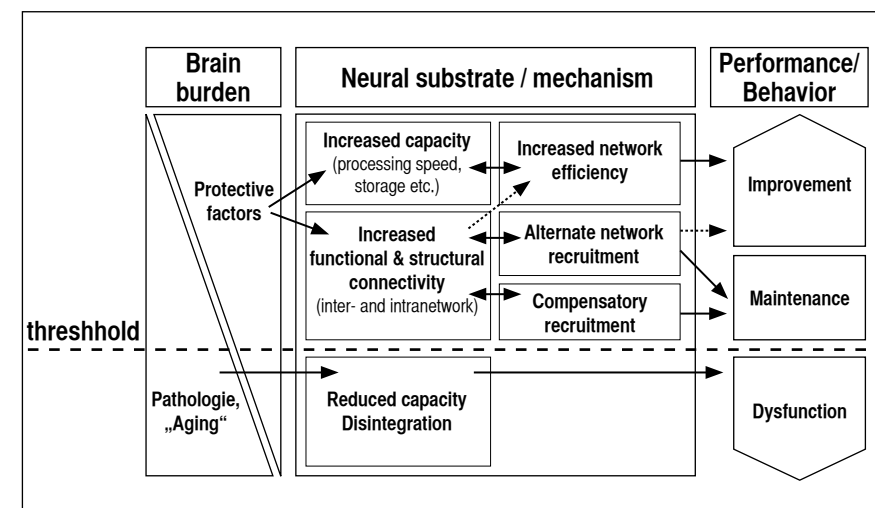 Brain
burden
Neural substrate / mechanism
Performance/
Behavior
Protective
factors
Increased capacity
(processing speed,
storage etc.)
Increased network
efficiency
Improvement
Increased
functional & structural
connectivity
(inter- and intranetwork)
Alternate network
recruitment
Compensatory
recruitment
Maintenance
threshhold
Pathologie,
„Aging“
Reduced capacity
Disintegration
Dysfunction